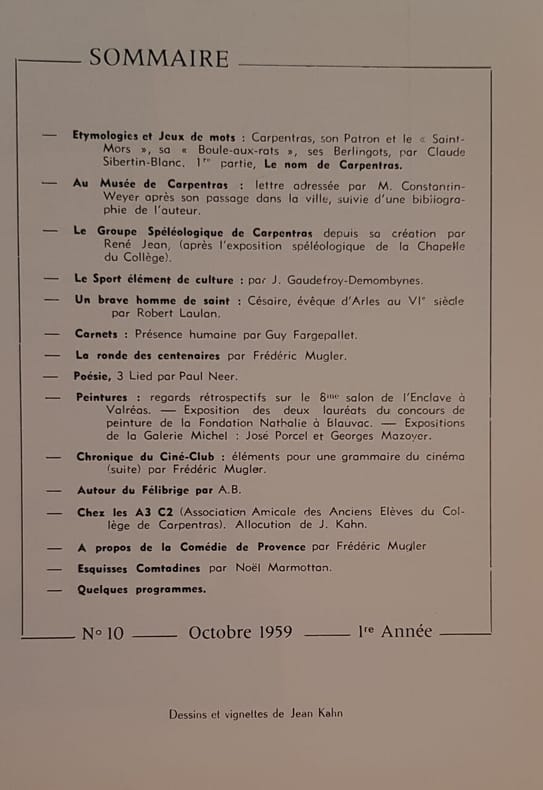 SOMMAIRE
— Etymologies et Jeux de mots : Carpentras, son Patron et le « Saint-
Mors », sa « Boule-aux-rats », ses Berlingots, par Claude
Sibertin-Blanc. 1re partie, Le nom de Carpentras.
— Au Musée de Carpentras : lettre adressée par M. Constantin-
Weyer après son passage dans la ville, suivie d'une bibliogra-
phie de l'auteur.
— Le Groupe Spéléologique de Carpentras depuis sa création par
René Jean, (après l'exposition spéléologique de la Chapelle
du Collège).
— Le Sport élément de culture : par J. Gaudefroy-Demombynes.
— Un brave homme de saint : Césaire, évêque d'Arles au VIe siècle
par Robert Laulan.
— Carnets : Présence humaine par Guy Fargepallet.
— La ronde des centenaires par Frédéric Mugler.
— Poésie, 3 Lied par Paul Neer.
— Peintures : regards rétrospectifs sur le 8me salon de l'Enclave à
Valréas. — Exposition des deux lauréats du concours de
peinture de la Fondation Nathalie à Blauvac. — Expositions
de la Galerie Michel : José Porcel et Georges Mazoyer.
— Chronique du Ciné-Club : éléments pour une grammaire du cinéma
(suite) par Frédéric Mugler.
— Autour du Félibrige par A.B.
— Chez les A3 C2 (Association Amicale des Anciens Elèves du Col-
lège de Carpentras). Allocution de J. Kahn.
— A propos de la Comédie de Provence par Frédéric Mugler
— Esquisses Comtadines par Noël Marmottan.
— Quelques programmes.
No 10 — Octobre 1959 — 1re Année
Dessins et vignettes de Jean Kahn